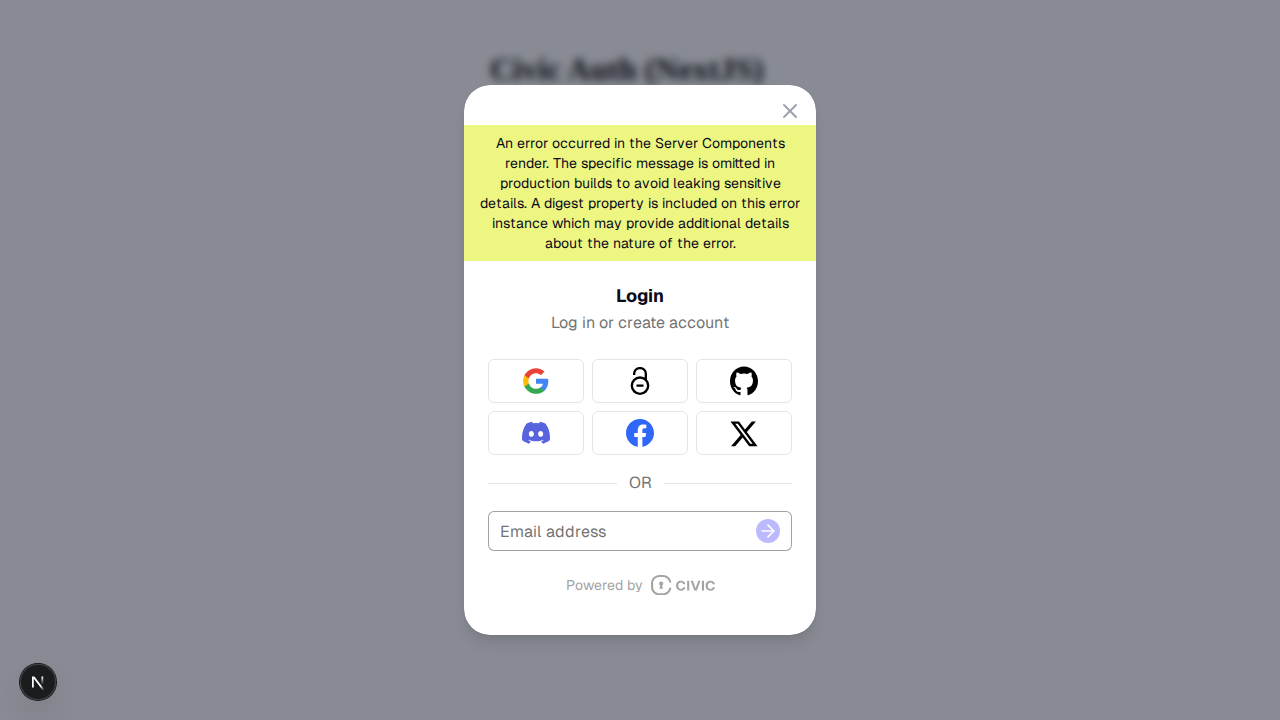 Civic Auth (NextJS)
An error occurred in the Server Components
render. The specific message is omitted in
production builds to avoid leaking sensitive
details. A digest property is included on this error
instance which may provide additional details
about the nature of the error.
Login
Log in or create account
OR
Email address
Powered by CIVIC
N